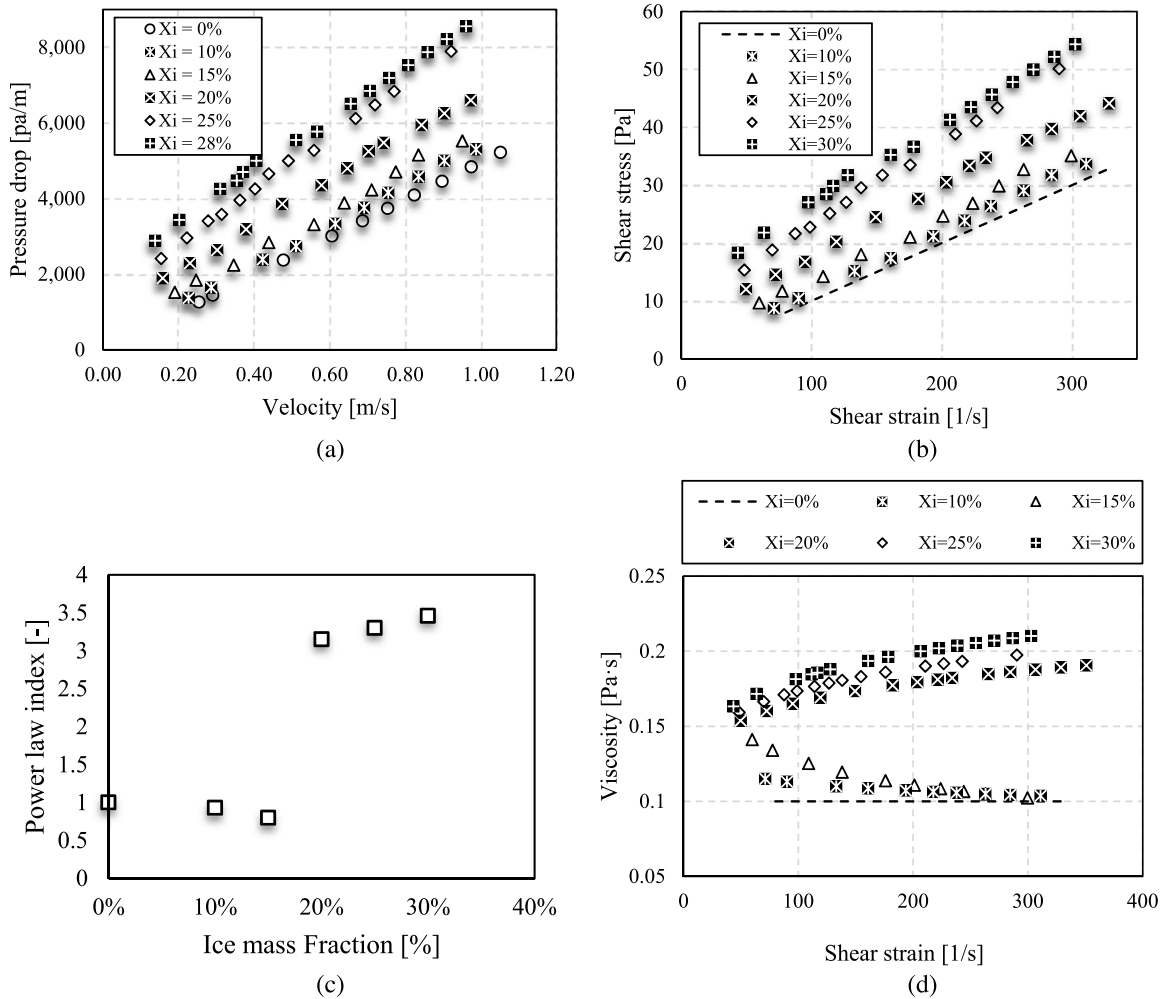 Pressure drop [pa/m]
8,000
6,000
4,000
2,000
0
Xi = 0%
Xi = 10%
Xi = 15%
Xi = 20%
Xi = 25%
Xi = 28%
0.00 0.20 0.40 0.60 0.80 1.00 1.20
Velocity [m/s]
(a)
Shear stress [Pa]
60
50
40
30
20
10
0
Xi=0%
Xi=10%
Xi=15%
Xi=20%
Xi=25%
Xi=30%
0 100 200 300
Shear strain [1/s]
(b)
Power law index [-]
4
3.5
3
2.5
2
1.5
1
0.5
0
0% 10% 20% 30% 40%
Ice mass Fraction [%]
(c)
Xi=0% Xi=10% Xi=15%
Xi=20% Xi=25% Xi=30%
Viscosity [Pa·s]
0.25
0.2
0.15
0.1
0.05
0 100 200 300 400
Shear strain [1/s]
(d)